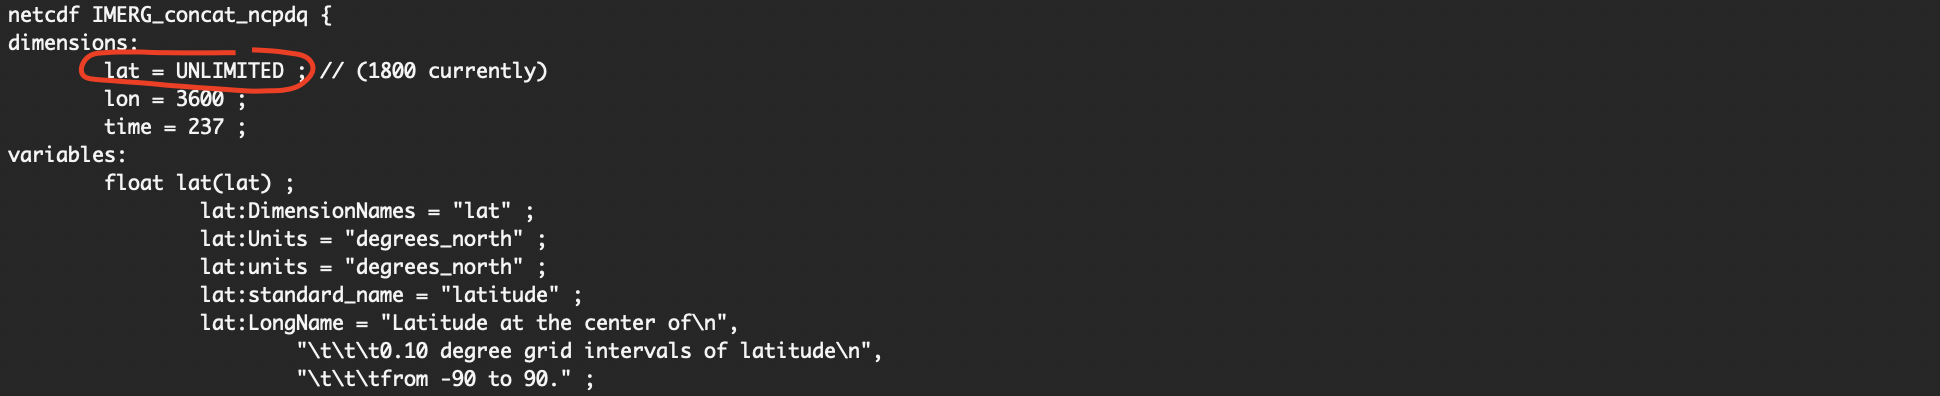 netcdf IMERG_concat_ncpdq {
dimensions:
lat = UNLIMITED ; // (1800 currently)
lon = 3600 ;
time = 237 ;
variables:
float lat(lat) ;
lat:DimensionNames = "lat" ;
lat:Units = "degrees_north" ;
lat:units = "degrees_north" ;
lat:standard_name = "latitude" ;
lat:LongName = "Latitude at the center of\n",
"\t\t\t0.10 degree grid intervals of latitude\n",
"\t\t\tfrom -90 to 90." ;